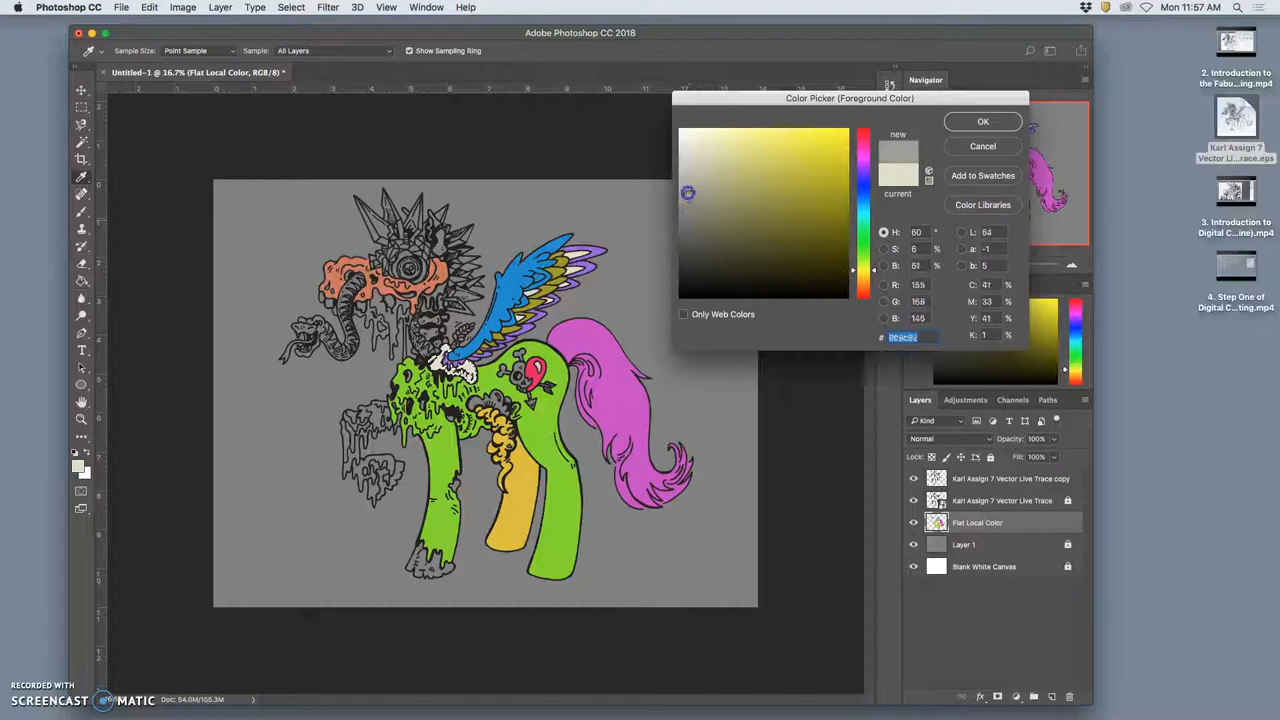 Photoshop CC File Edit Image Layer Type Select Filter 3D View Window Help Mon 11:57 AM
Adobe Photoshop CC 2018
Sample Size: Point Sample Sample: All Layers Show Sampling Ring
Untitled-1 @ 16.7% (Flat Local Color, RGB/8) *
Navigator
Color Picker (Foreground Color)
new
current
OK
Cancel
Add to Swatches
Color Libraries
H: 60 ° L: 64
S: 6 % a: -1
B: 61 % b: 5
R: 155 C: 41 %
G: 156 M: 33 %
B: 146 Y: 41 %
# K: 1 %
Only Web Colors
Layers Adjustments Channels Paths
Kind
Normal Opacity: 100%
Lock: Fill: 100%
Karl Assign 7 Vector Live Trace copy
Karl Assign 7 Vector Live Trace
Flat Local Color
Layer 1
Blank White Canvas
Doc: 54.0M/155.3M
2. Introduction to
the Fabu...ing.mp4
Karl Assign 7
Vector Li...race.eps
3. Introduction to
Digital C...ine).mp4
4. Step One of
Digital C...ting.mp4
RECORDED WITH
SCREENCAST MATIC